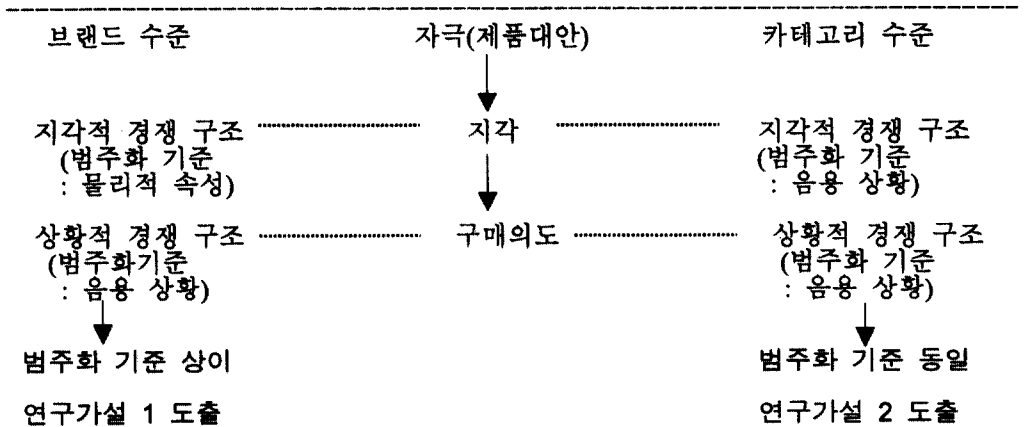 브랜드 수준 자극(제품대안) 카테고리 수준
지각적 경쟁 구조 지각 지각적 경쟁 구조
(범주화 기준 (범주화 기준
: 물리적 속성) : 음용 상황)
상황적 경쟁 구조 구매의도 상황적 경쟁 구조
(범주화기준 (범주화 기준
: 음용 상황) : 음용 상황)
범주화 기준 상이 범주화 기준 동일
연구가설 1 도출 연구가설 2 도출